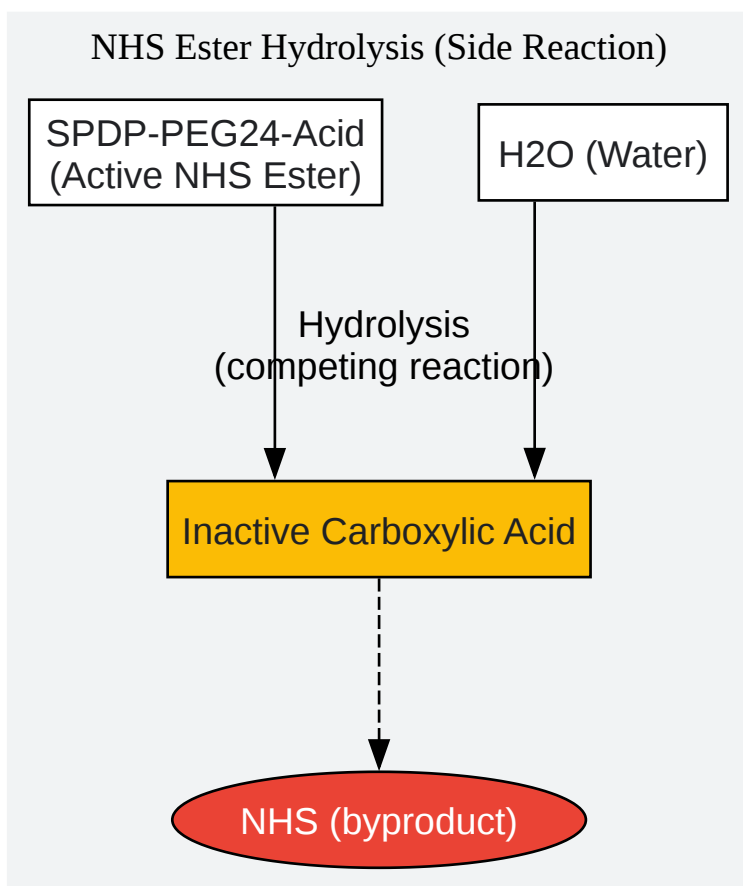 NHS Ester Hydrolysis (Side Reaction)
SPDP-PEG24-Acid
(Active NHS Ester)
H2O (Water)
Hydrolysis
(competing reaction)
Inactive Carboxylic Acid
NHS (byproduct)